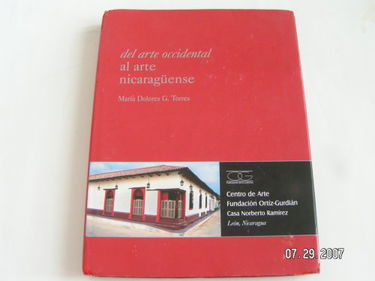 del arte occidental
al arte
nicaragüense
María Dolores G. Torres
Centro de Arte
Fundación Ortiz-Gurdián
Casa Norberto Ramírez
León, Nicaragua
07.29.2007